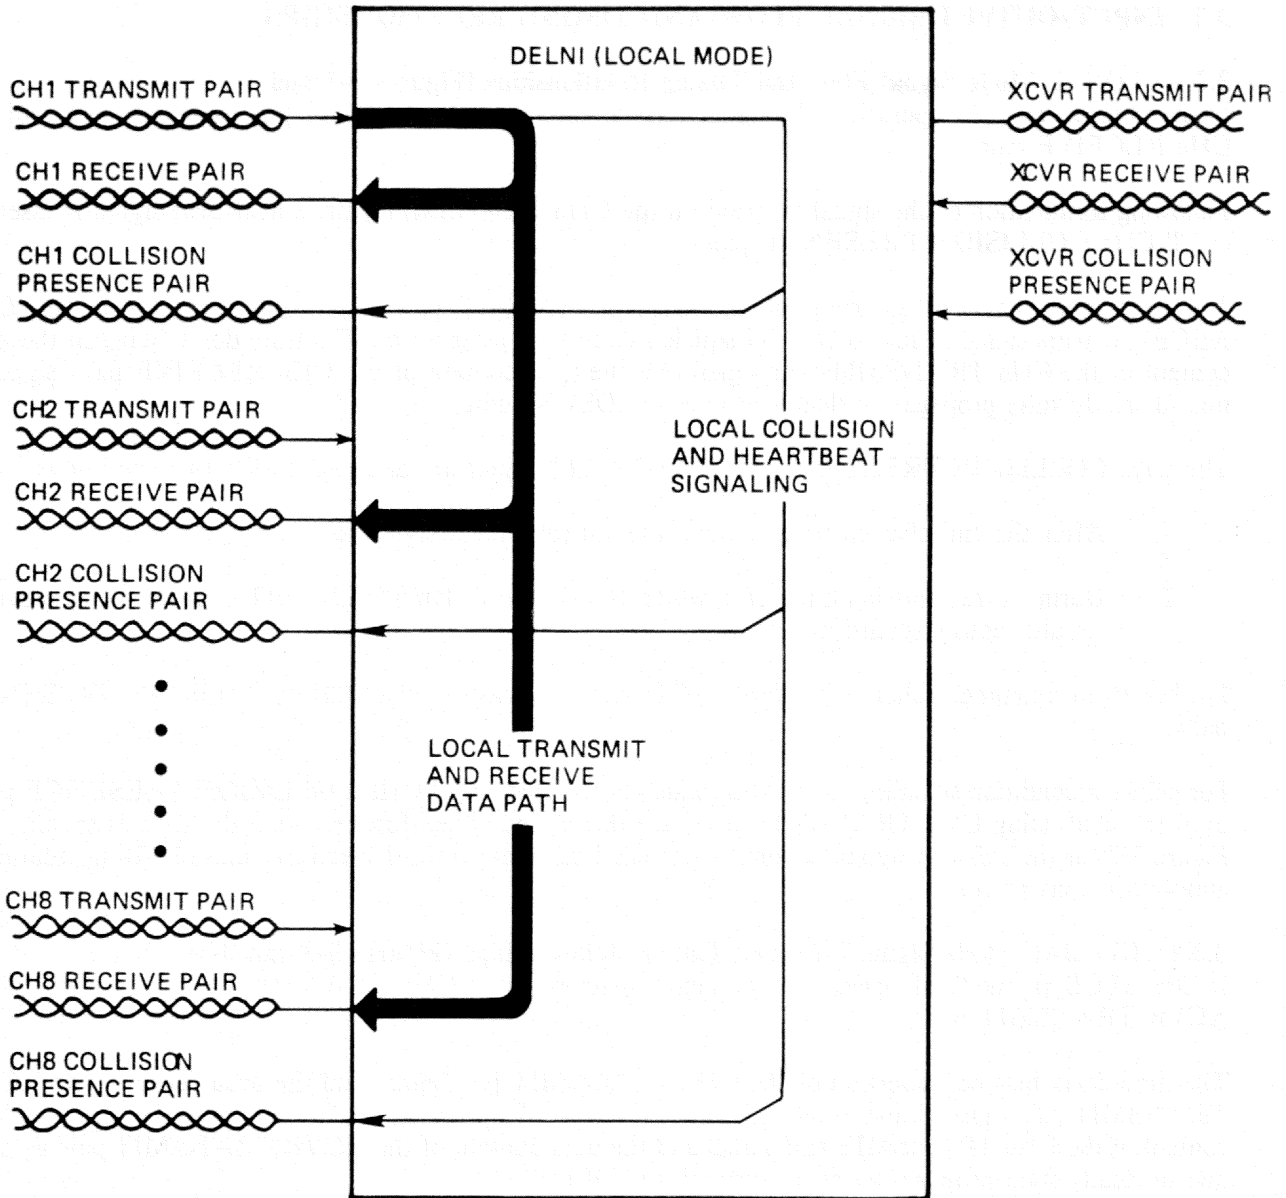 DELNI (LOCAL MODE)
CH1 TRANSMIT PAIR
CH1 RECEIVE PAIR
CH1 COLLISION
PRESENCE PAIR
CH2 TRANSMIT PAIR
CH2 RECEIVE PAIR
CH2 COLLISION
PRESENCE PAIR
CH8 TRANSMIT PAIR
CH8 RECEIVE PAIR
CH8 COLLISION
PRESENCE PAIR
LOCAL TRANSMIT
AND RECEIVE
DATA PATH
LOCAL COLLISION
AND HEARTBEAT
SIGNALING
XCVR TRANSMIT PAIR
XCVR RECEIVE PAIR
XCVR COLLISION
PRESENCE PAIR